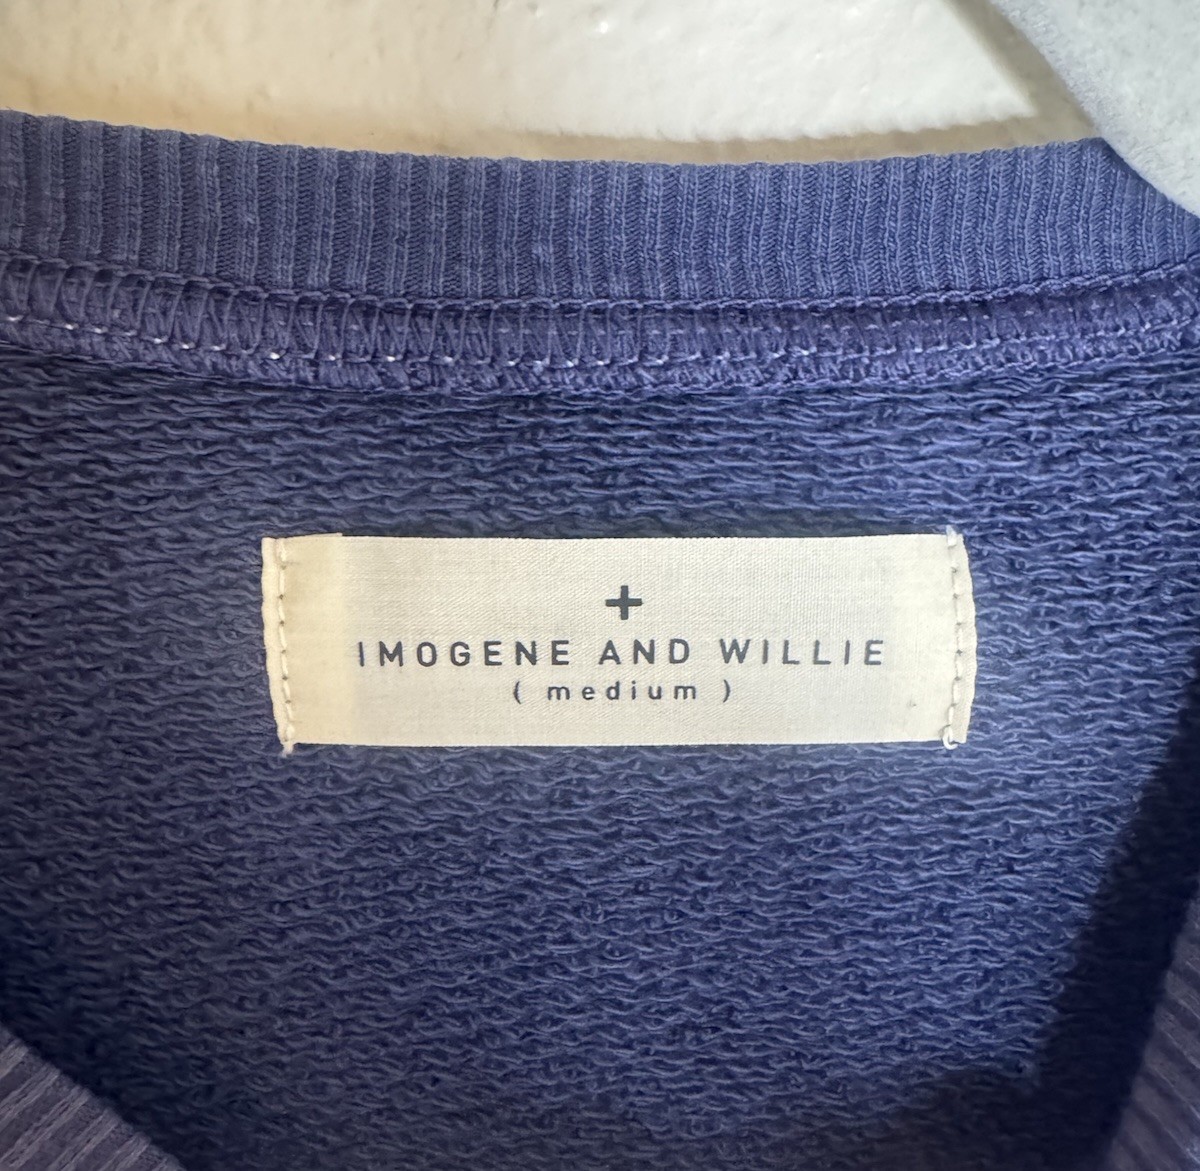 +
IMOGENE AND WILLIE
( medium )